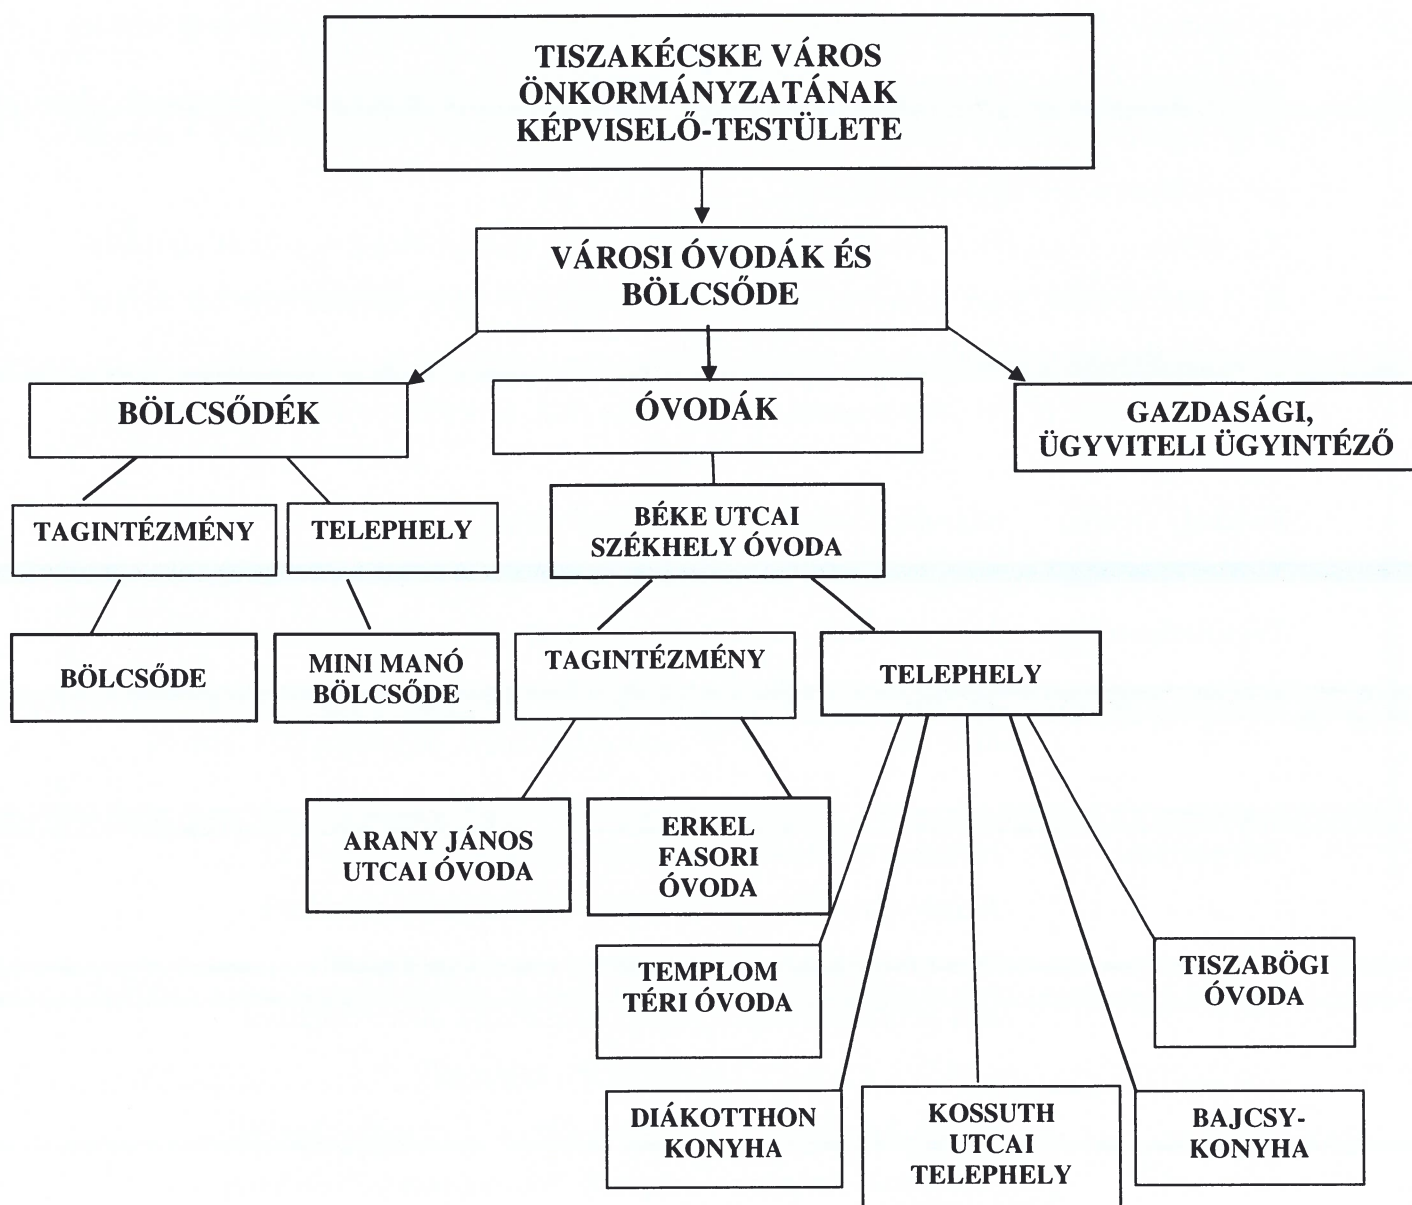 TISZAKÉCSKE VÁROS
ÖNKORMÁNYZATÁNAK
KÉPVISELŐ-TESTÜLETE
VÁROSI ÓVODÁK ÉS
BÖLCSŐDE
BÖLCSŐDÉK
ÓVODÁK
GAZDASÁGI,
ÜGYVITELI ÜGYINTÉZŐ
TAGINTÉZMÉNY
TELEPHELY
BÉKE UTCAI
SZÉKHELY ÓVODA
BÖLCSŐDE
MINI MANÓ
BÖLCSŐDE
TAGINTÉZMÉNY
TELEPHELY
ARANY JÁNOS
UTCAI ÓVODA
ERKEL
FASORI
ÓVODA
TEMPLOM
TÉRI ÓVODA
TISZABÖGI
ÓVODA
DIÁKOTTHON
KONYHA
KOSSUTH
UTCAI
TELEPHELY
BAJCSY-
KONYHA